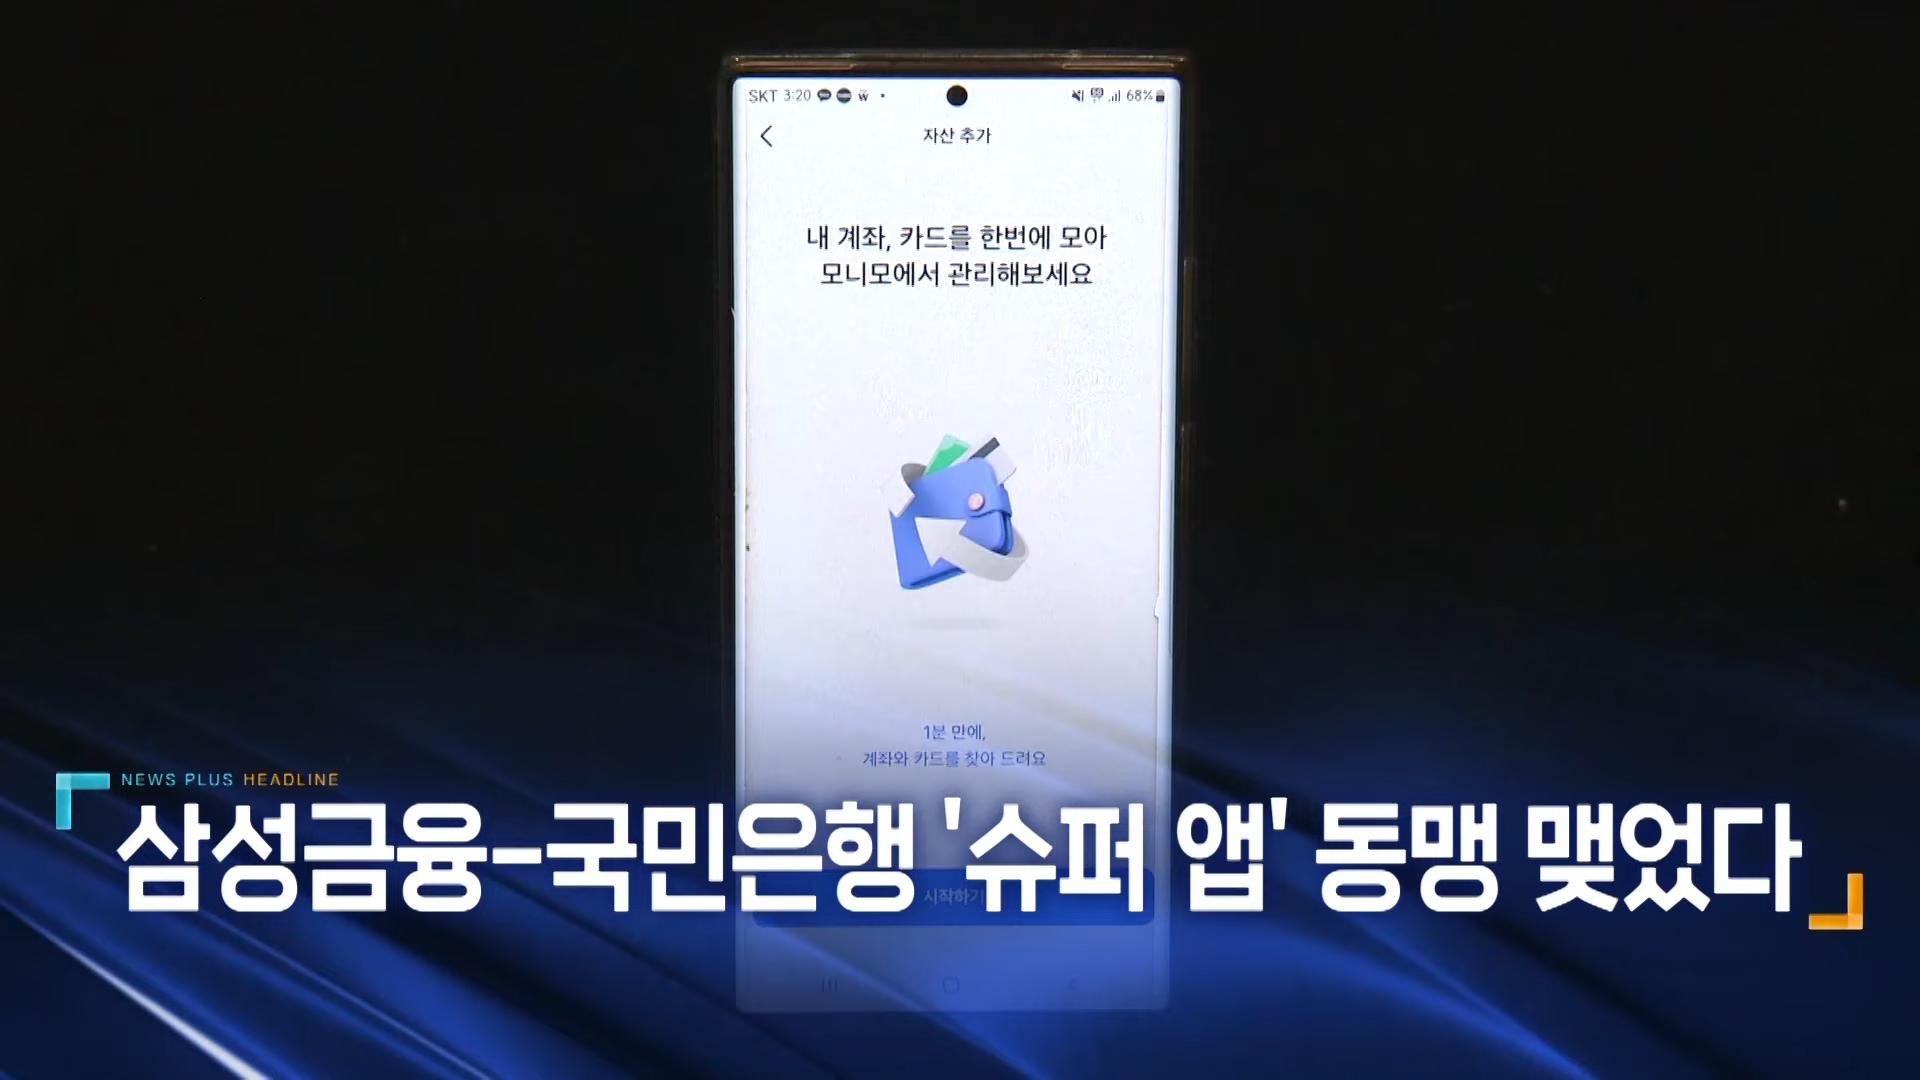 SKT 3:20
68%
자산 추가
내 계좌, 카드를 한번에 모아
모니모에서 관리해보세요
1분 만에,
계좌와 카드를 찾아 드려요
NEWS PLUS HEADLINE
삼성금융-국민은행 '슈퍼 앱' 동맹 맺었다
시작하기